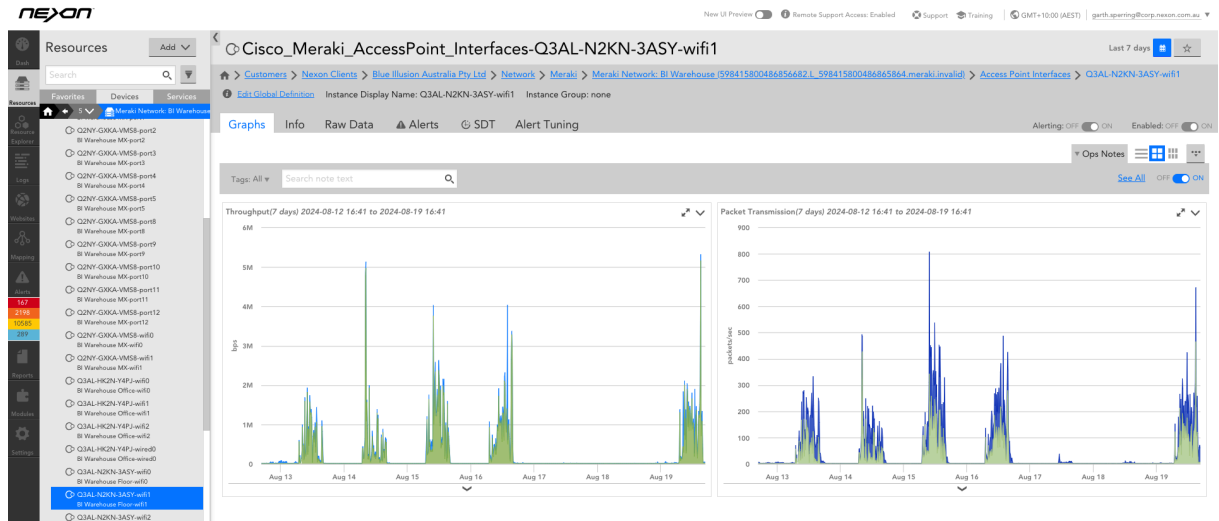 nexon
New UI Preview
Remote Support Access: Enabled
Support
Training
GMT+10:00 (AEST)
garth.sperring@corp.nexon.com.au
Dash
Resources
Resource
Explorer
Logs
Websites
Mapping
Alerts
167
2198
10585
289
Reports
Modules
Settings
Resources
Add
Search
Favorites Devices Services
S Meraki Network: BI Warehouse
Q2NY-GXKA-VMS8-port2
BI Warehouse MX-port2
Q2NY-GXKA-VMS8-port3
BI Warehouse MX-port3
Q2NY-GXKA-VMS8-port4
BI Warehouse MX-port4
Q2NY-GXKA-VMS8-port5
BI Warehouse MX-port5
Q2NY-GXKA-VMS8-port8
BI Warehouse MX-port8
Q2NY-GXKA-VMS8-port9
BI Warehouse MX-port9
Q2NY-GXKA-VMS8-port10
BI Warehouse MX-port10
Q2NY-GXKA-VMS8-port11
BI Warehouse MX-port11
Q2NY-GXKA-VMS8-port12
BI Warehouse MX-port12
Q2NY-GXKA-VMS8-wifi0
BI Warehouse MX-wifi0
Q2NY-GXKA-VMS8-wifi1
BI Warehouse MX-wifi1
Q3AL-HK2N-Y4PJ-wifi0
BI Warehouse Office-wifi0
Q3AL-HK2N-Y4PJ-wifi1
BI Warehouse Office-wifi1
Q3AL-HK2N-Y4PJ-wifi2
BI Warehouse Office-wifi2
Q3AL-HK2N-Y4PJ-wired0
BI Warehouse Office-wired0
Q3AL-N2KN-3ASY-wifi0
BI Warehouse Floor-wifi0
Q3AL-N2KN-3ASY-wifi1
BI Warehouse Floor-wifi1
Q3AL-N2KN-3ASY-wifi2
Cisco_Meraki_AccessPoint_Interfaces-Q3AL-N2KN-3ASY-wifi1
Last 7 days
Customers > Nexon Clients > Blue Illusion Australia Pty Ltd > Network > Meraki > Meraki Network: BI Warehouse (598415800486856682.L_598415800486865864.meraki.invalid) > Access Point Interfaces > Q3AL-N2KN-3ASY-wifi1
Edit Global Definition Instance Display Name: Q3AL-N2KN-3ASY-wifi1 Instance Group: none
Graphs Info Raw Data Alerts SDT Alert Tuning
Alerting: OFF ON Enabled: OFF ON
Ops Notes
Tags: All Search note text
See All OFF ON
Throughput(7 days) 2024-08-12 16:41 to 2024-08-19 16:41
6M
5M
4M
3M
2M
1M
0
bps
Aug 13 Aug 14 Aug 15 Aug 16 Aug 17 Aug 18 Aug 19
Packet Transmission(7 days) 2024-08-12 16:41 to 2024-08-19 16:41
900
800
700
600
500
400
300
200
100
0
packets/sec
Aug 13 Aug 14 Aug 15 Aug 16 Aug 17 Aug 18 Aug 19